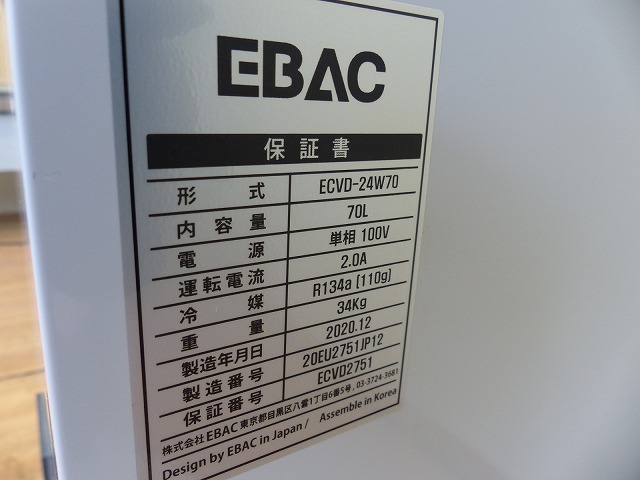 EBAC
保証書
形式 ECVD-24W70
内容量 70L
電源 単相 100V
運転電流 2.0A
冷媒 R134a [110g]
重量 34Kg
製造年月日 2020.12
製造番号 20EU2751JP12
保証番号 ECVD2751
株式会社 EBAC 東京都目黒区八雲1丁目6番5号, 03-3724-3681
Design by EBAC in Japan / Assemble in Korea